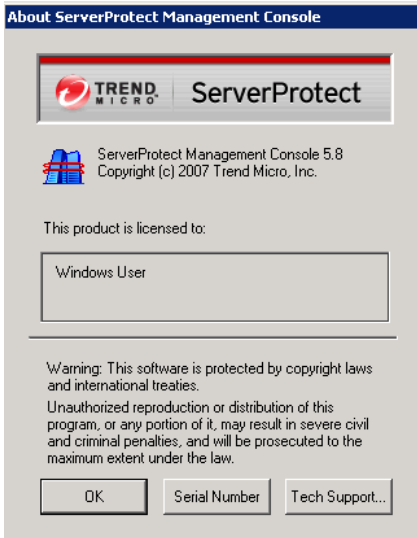 About ServerProtect Management Console
TREND
MICRO
ServerProtect
ServerProtect Management Console 5.8
Copyright (c) 2007 Trend Micro, Inc.
This product is licensed to:
Windows User
Warning: This software is protected by copyright laws
and international treaties.
Unauthorized reproduction or distribution of this
program, or any portion of it, may result in severe civil
and criminal penalties, and will be prosecuted to the
maximum extent under the law.
OK
Serial Number
Tech Support...